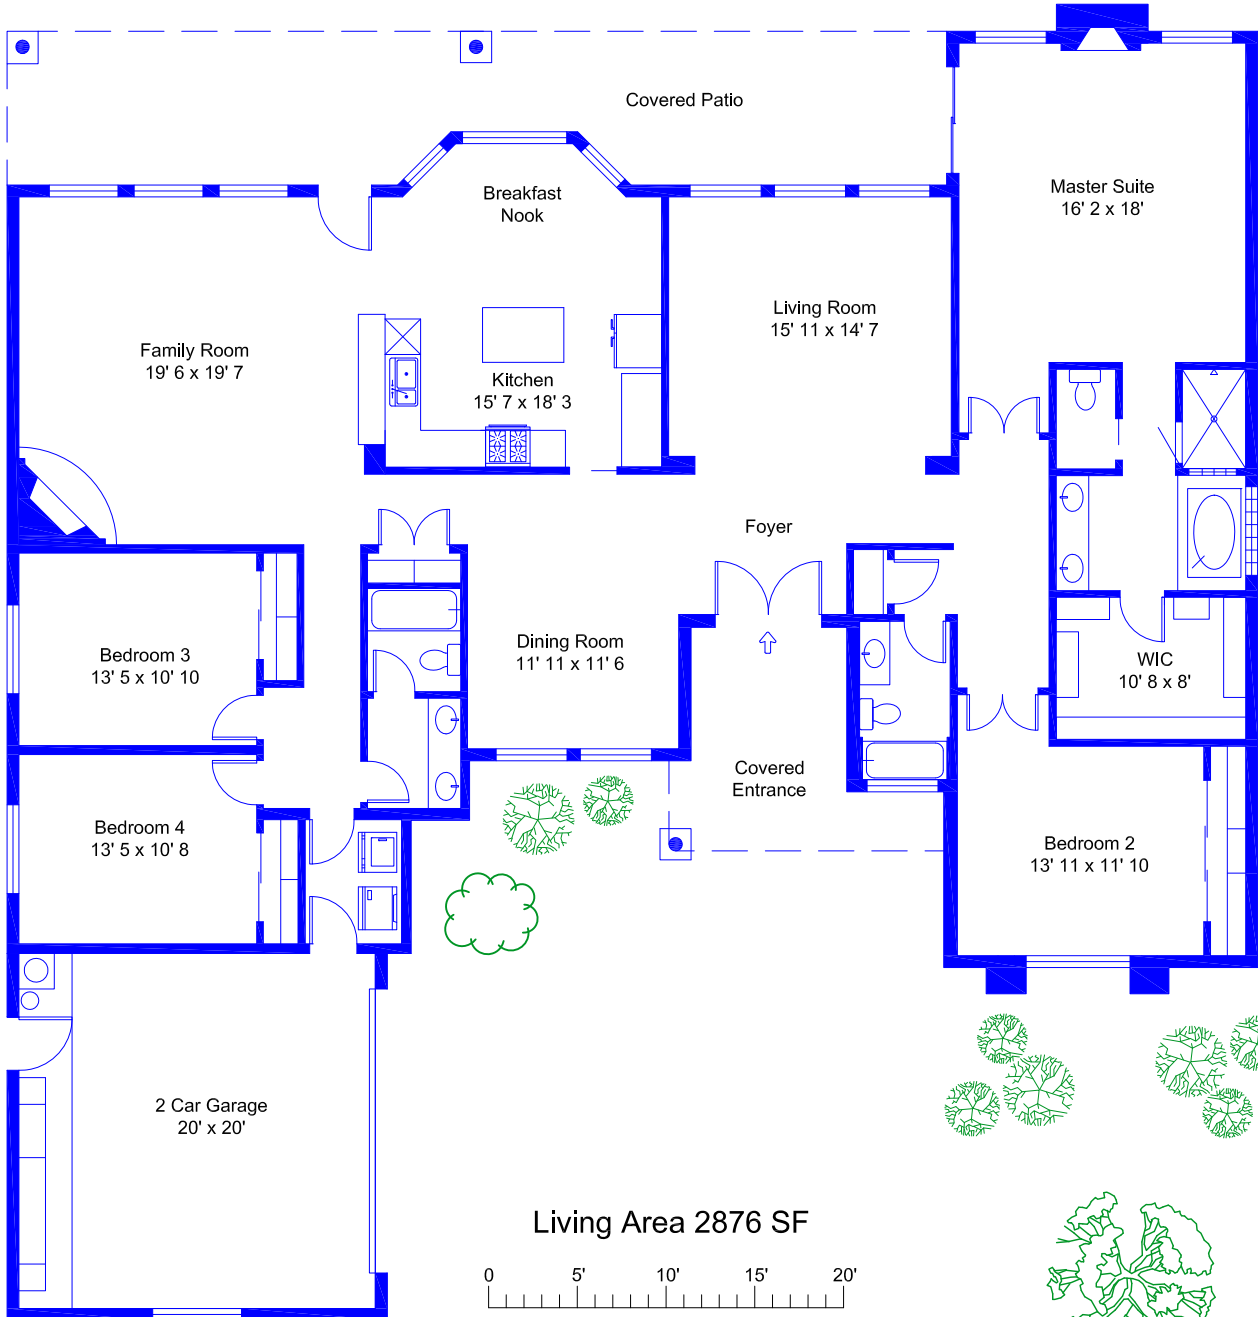 Covered Patio
Breakfast
Nook
Master Suite
16' 2 x 18'
Living Room
15' 11 x 14' 7
Family Room
19' 6 x 19' 7
Kitchen
15' 7 x 18' 3
Foyer
Dining Room
11' 11 x 11' 6
Bedroom 3
13' 5 x 10' 10
WIC
10' 8 x 8'
Covered
Entrance
Bedroom 4
13' 5 x 10' 8
Bedroom 2
13' 11 x 11' 10
2 Car Garage
20' x 20'
Living Area 2876 SF
0 5' 10' 15' 20'